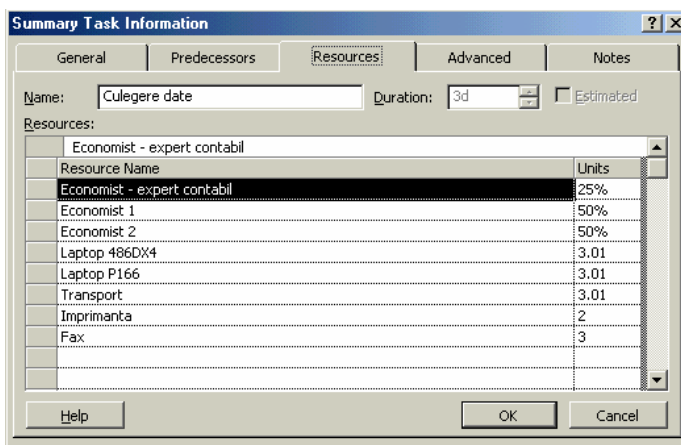 Summary Task Information
General Predecessors Resources Advanced Notes
Name: Culegere date Duration: 3d Estimated
Resources:
Economist - expert contabil
Resource Name Units
Economist - expert contabil 25%
Economist 1 50%
Economist 2 50%
Laptop 486DX4 3.01
Laptop P166 3.01
Transport 3.01
Imprimanta 2
Fax 3
Help OK Cancel